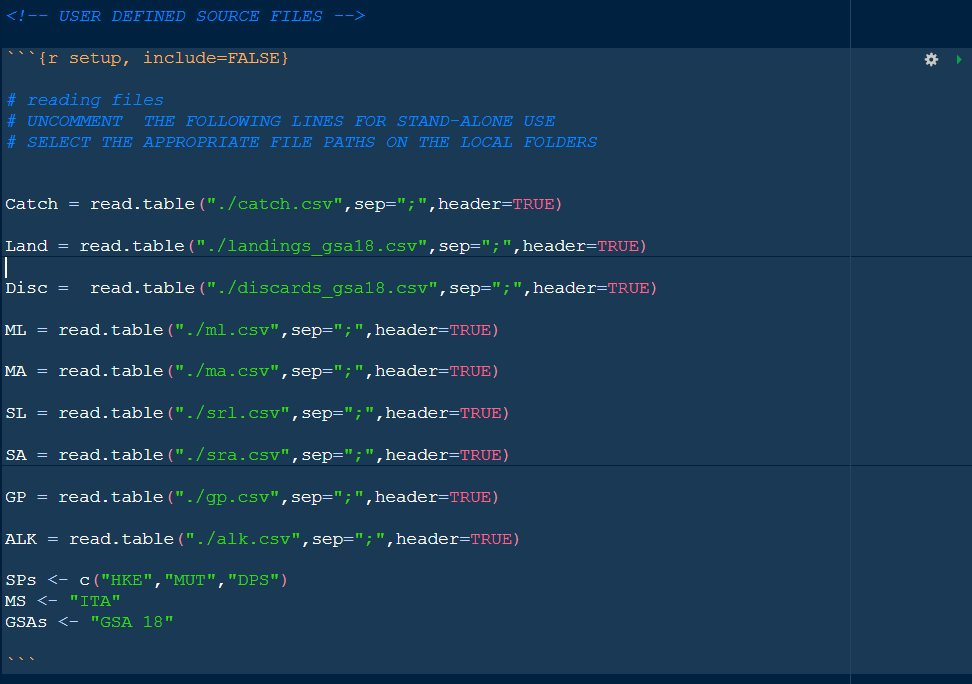 <!-- USER DEFINED SOURCE FILES -->
```{r setup, include=FALSE}
# reading files
# UNCOMMENT  THE FOLLOWING LINES FOR STAND-ALONE USE
# SELECT THE APPROPRIATE FILE PATHS ON THE LOCAL FOLDERS
Catch = read.table("./catch.csv",sep=";",header=TRUE)
Land = read.table("./landings_gsa18.csv",sep=";",header=TRUE)
Disc =  read.table("./discards_gsa18.csv",sep=";",header=TRUE)
ML = read.table("./ml.csv",sep=";",header=TRUE)
MA = read.table("./ma.csv",sep=";",header=TRUE)
SL = read.table("./srl.csv",sep=";",header=TRUE)
SA = read.table("./sra.csv",sep=";",header=TRUE)
GP = read.table("./gp.csv",sep=";",header=TRUE)
ALK = read.table("./alk.csv",sep=";",header=TRUE)
SPs <- c("HKE","MUT","DPS")
MS <- "ITA"
GSAs <- "GSA 18"
```